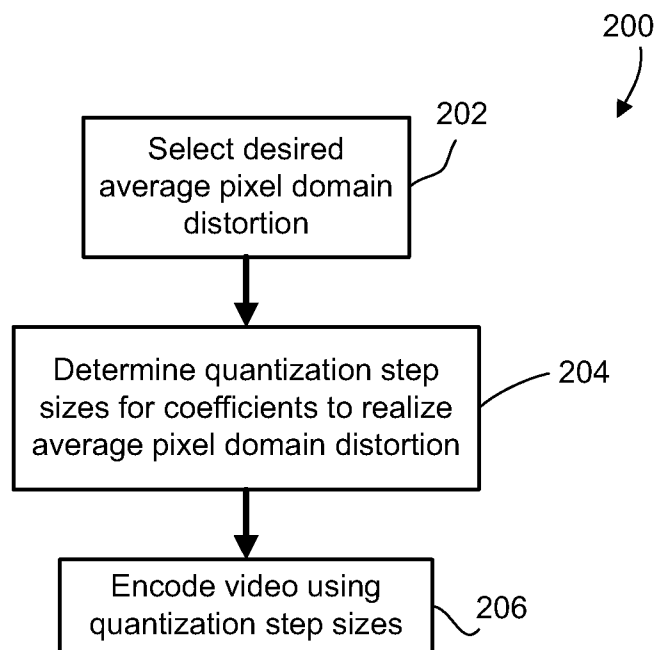 200
202
Select desired
average pixel domain
distortion
Determine quantization step
sizes for coefficients to realize
average pixel domain distortion
204
Encode video using
quantization step sizes
206